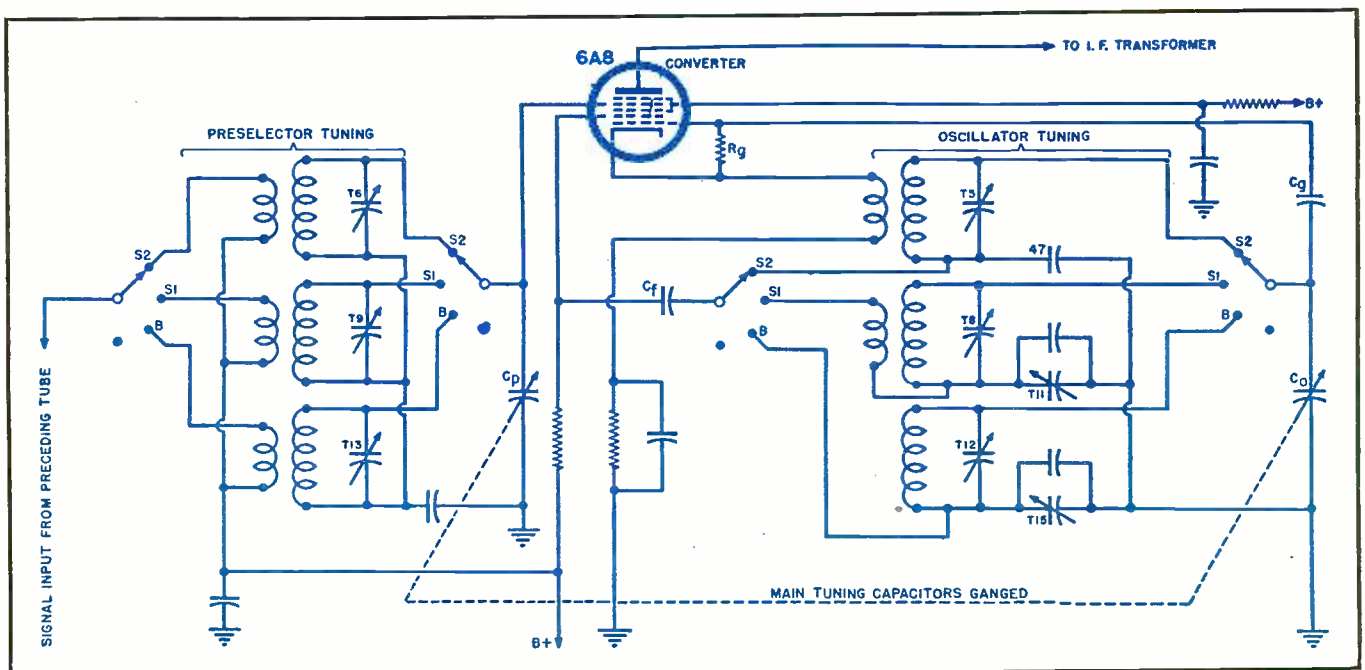 TO I. F. TRANSFORMER
6A8
CONVERTER
B+
PRESELECTOR TUNING
OSCILLATOR TUNING
Rg
T6
T5
Cg
S2
S2
S2
S2
47
S1
S1
Cf
S1
S1
B
B
B
B
T9
T8
Cp
T11
Co
T13
T12
T15
SIGNAL INPUT FROM PRECEDING TUBE
MAIN TUNING CAPACITORS GANGED
B+